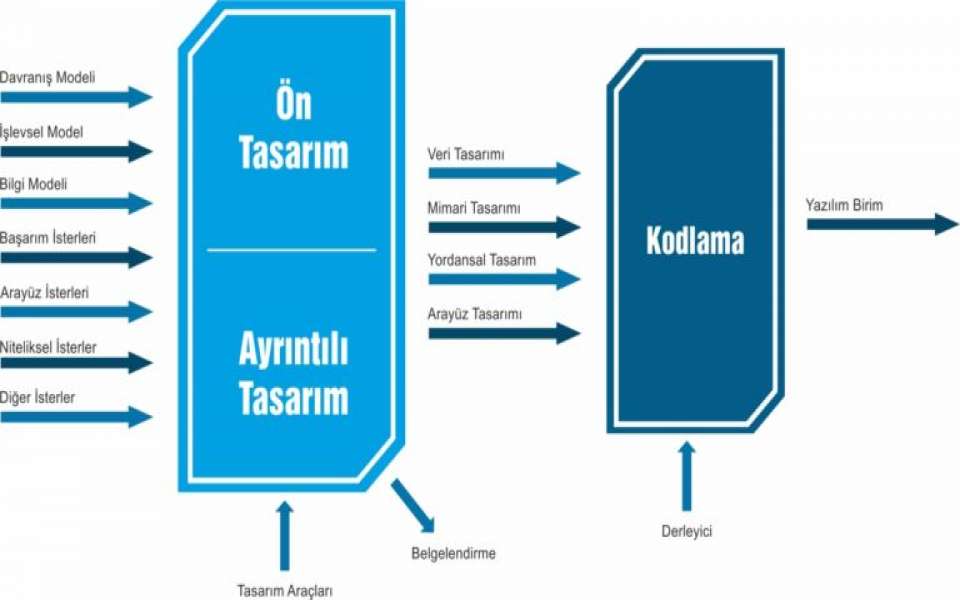 Davranış Modeli
İşlevsel Model
Bilgi Modeli
Başarım İsterleri
Arayüz İsterleri
Niteliksel İsterler
Diğer İsterler
Ön
Tasarım
Ayrıntılı
Tasarım
Tasarım Araçları
Belgelendirme
Veri Tasarımı
Mimari Tasarımı
Yordansal Tasarım
Arayüz Tasarımı
Kodlama
Derleyici
Yazılım Birim